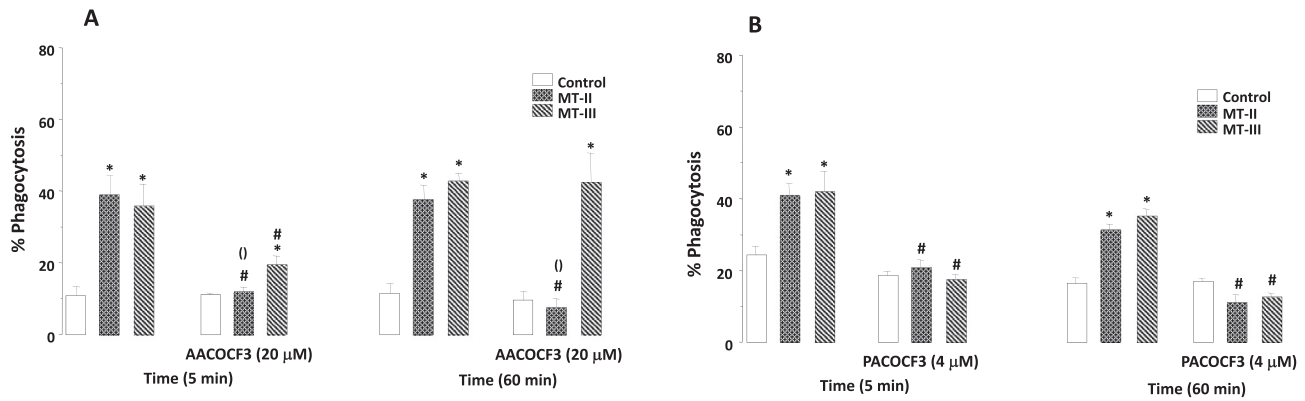 A
% Phagocytosis
80
60
40
20
0
Control
MT-II
MT-III
* *
() #
# *
* *
()
#
*
AACOCF3 (20 µM) AACOCF3 (20 µM)
Time (5 min) Time (60 min)
B
% Phagocytosis
80
60
40
20
0
Control
MT-II
MT-III
* *
# #
* *
# #
PACOCF3 (4 µM) PACOCF3 (4 µM)
Time (5 min) Time (60 min)